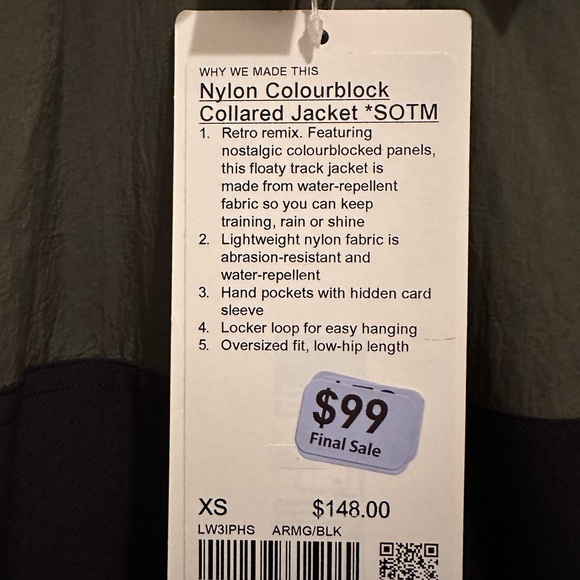 WHY WE MADE THIS
Nylon Colourblock
Collared Jacket *SOTM
1. Retro remix. Featuring
nostalgic colourblocked panels,
this floaty track jacket is
made from water-repellent
fabric so you can keep
training, rain or shine
2. Lightweight nylon fabric is
abrasion-resistant and
water-repellent
3. Hand pockets with hidden card
sleeve
4. Locker loop for easy hanging
5. Oversized fit, low-hip length
$99
Final Sale
XS $148.00
LW3IPHS ARMG/BLK